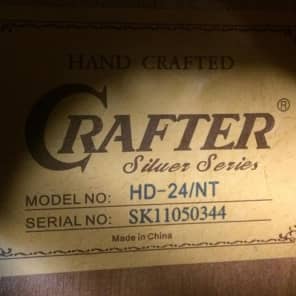 HAND CRAFTED
CRAFTER®
Silver Series
MODEL NO: HD-24/NT
SERIAL NO: SK11050344
Made in China